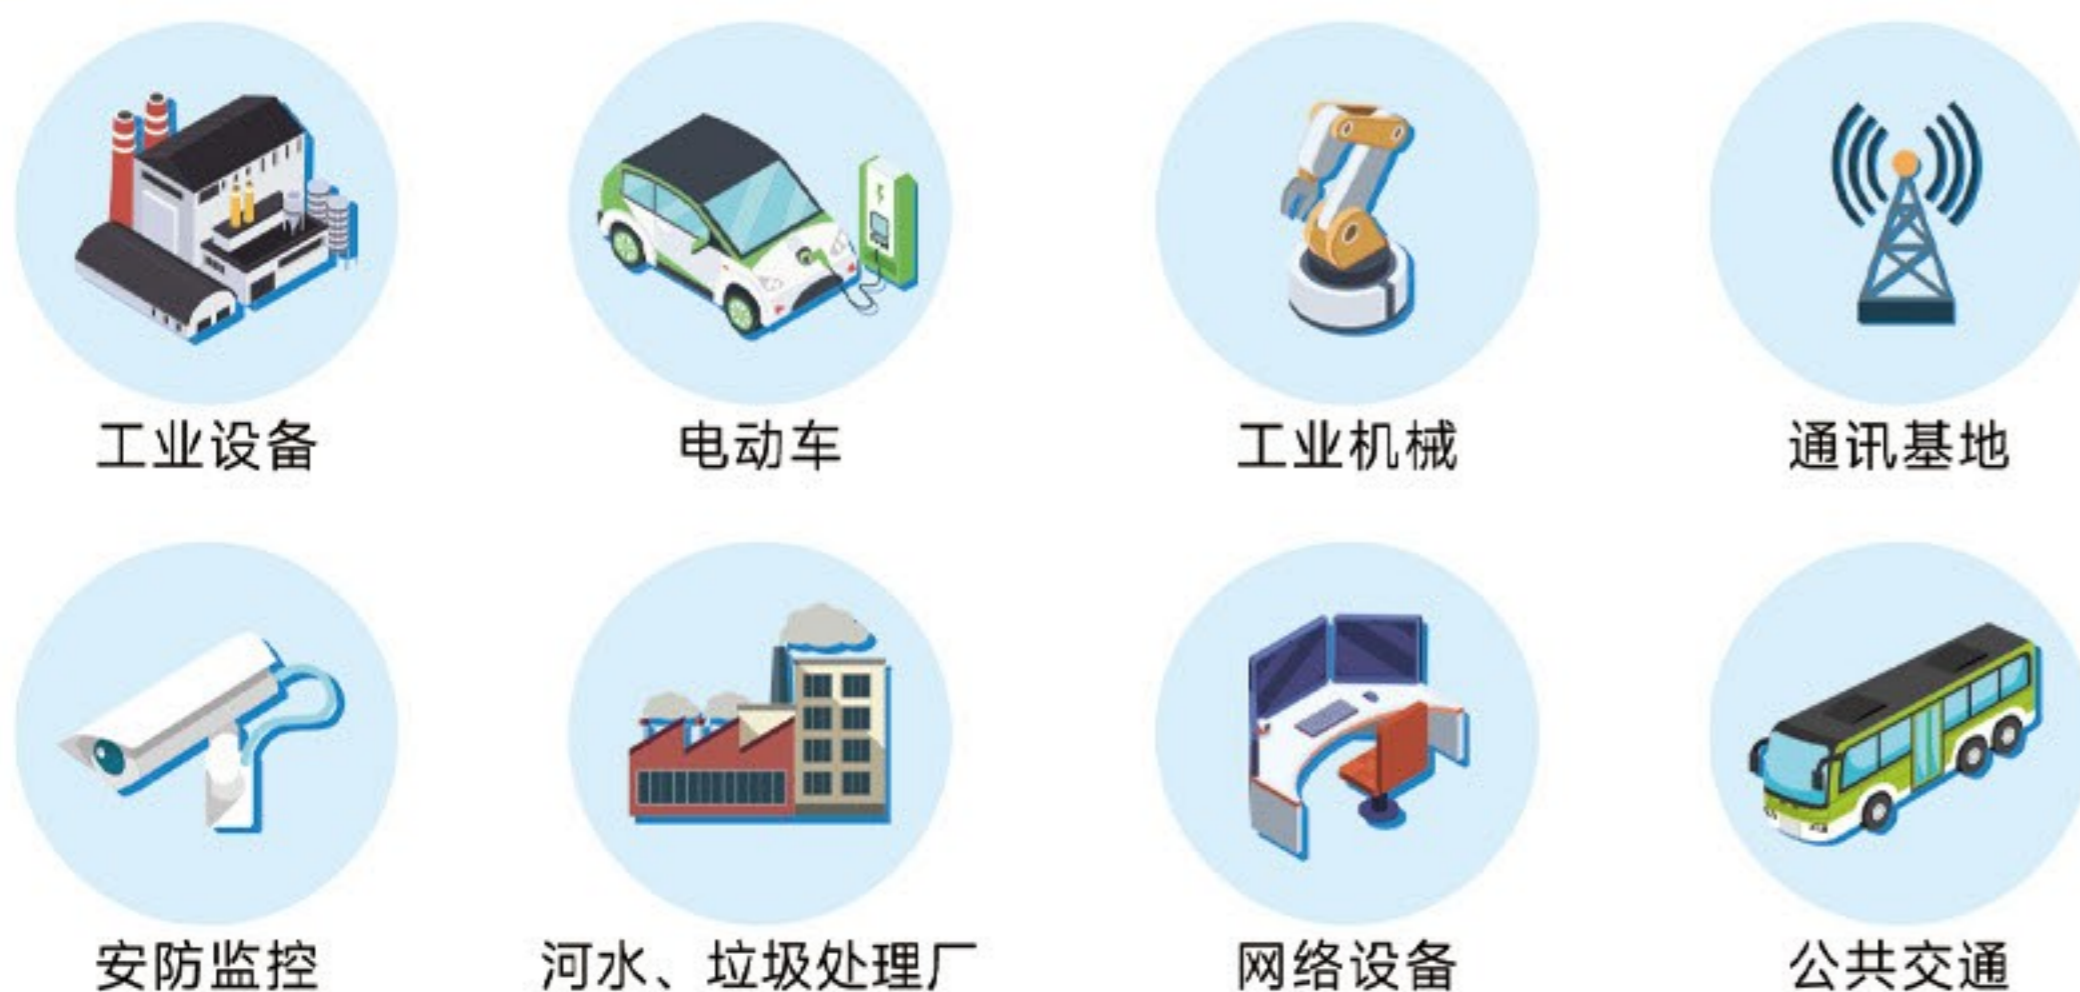 工业设备
电动车
工业机械
通讯基地
安防监控
河水、垃圾处理厂
网络设备
公共交通